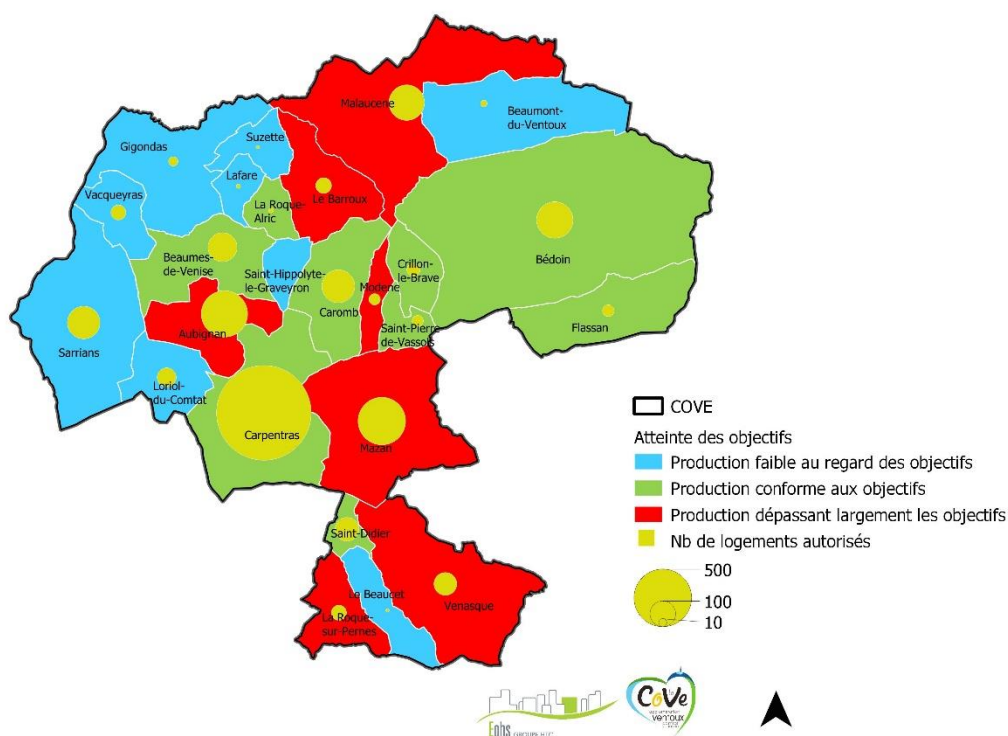 Malaucene
Beaumont-
du-Ventoux
Suzette
Gigondas
Lafare
Vacqueyras
La Roque-
Alric
Le Barroux
Beaumes-
de-Venise
Saint-Hippolyte-
le-Graveyron
Crillon-
le-Brave
Bédoin
Modene
Caromb
Saint-Pierre
de-Vassols
Flassan
Aubignan
Sarrians
Loriol-
du-Comtat
Carpentras
Mazan
Saint-Didier
Le Beaucet
Venasque
La Roque-
sur-Pernes
COVE
Atteinte des objectifs
Production faible au regard des objectifs
Production conforme aux objectifs
Production dépassant largement les objectifs
Nb de logements autorisés
500
100
10
CoVe
ventoux